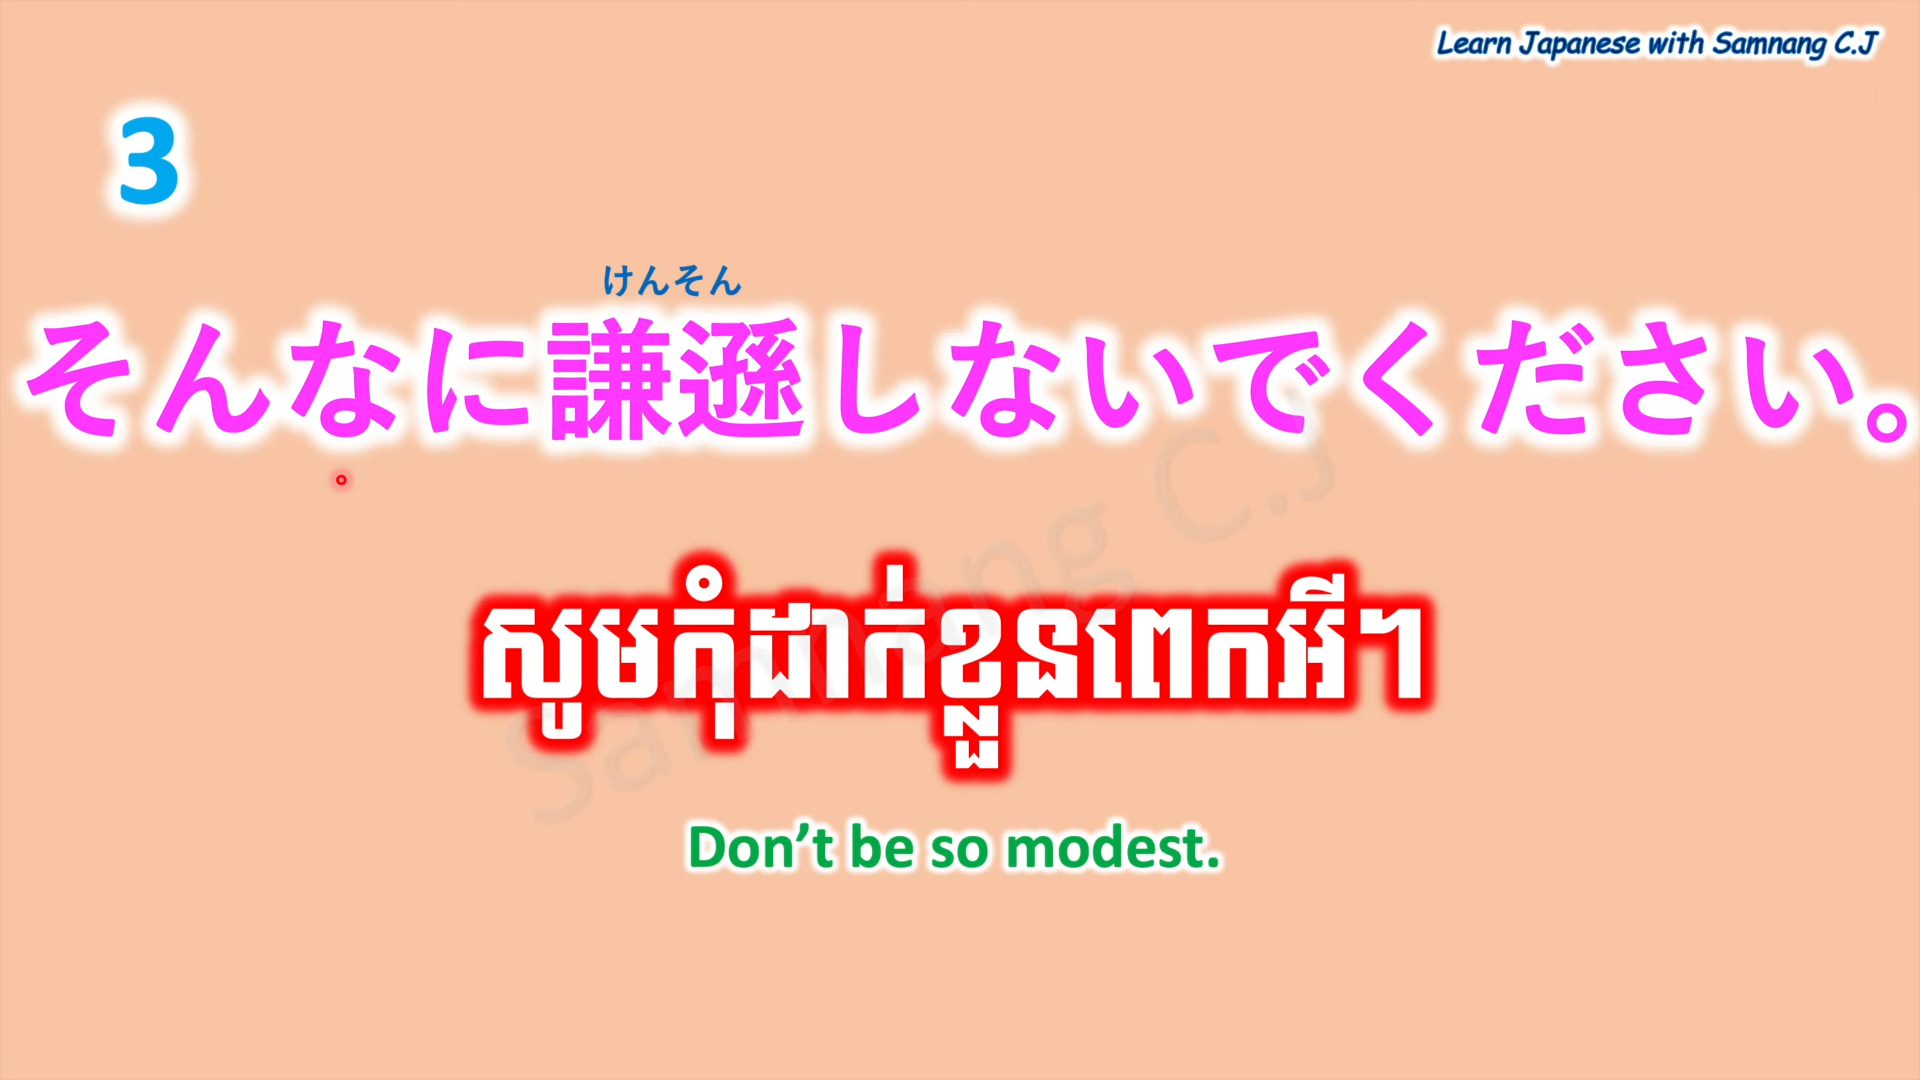 Learn Japanese with Samnang C.J
3
けんそん
そんなに謙遜しないでください。
សូមកុំដាក់ខ្លួនពេកអីៗ
Don’t be so modest.
Samnang C.J